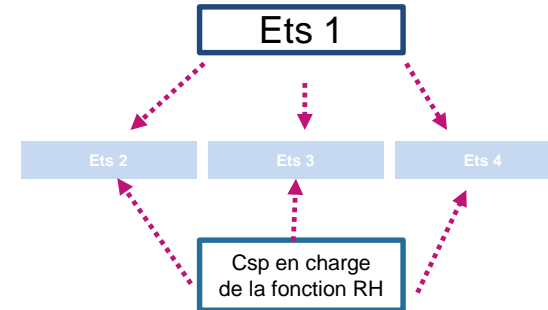 Ets 1
Ets 2
Ets 3
Ets 4
Csp en charge
de la fonction RH